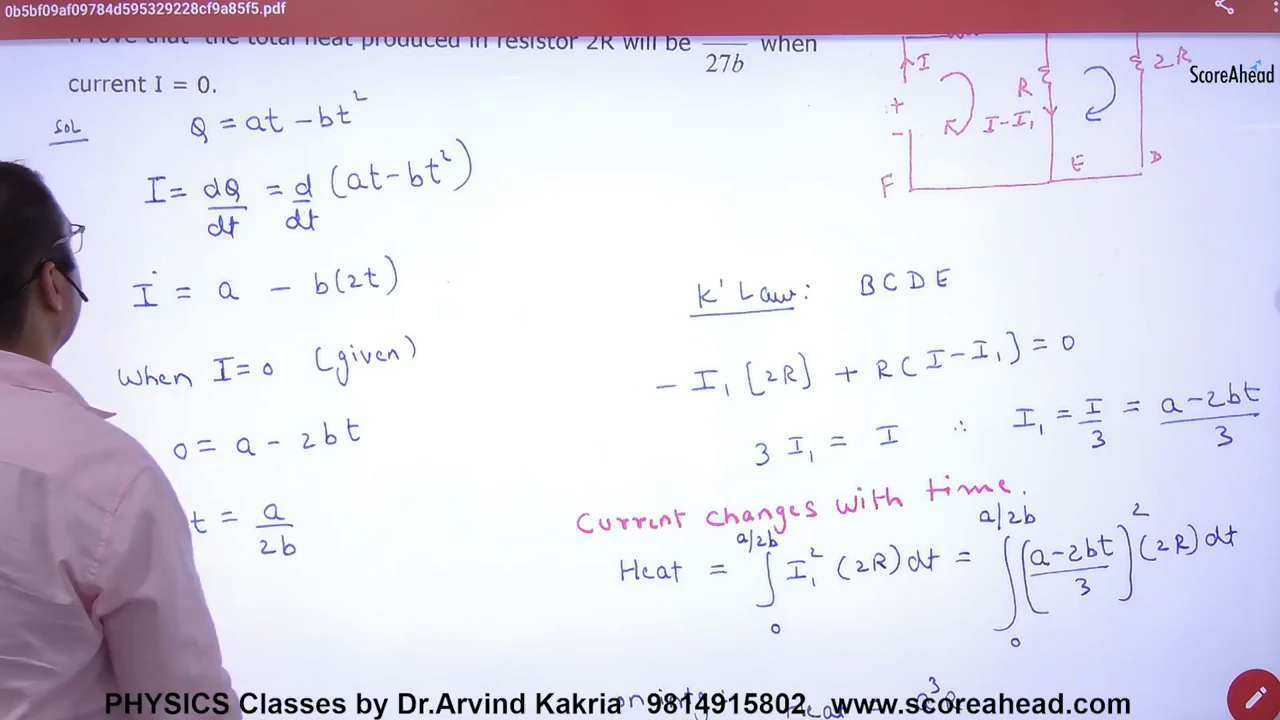 0b5bf09af09784d595329228cf9a85f5.pdf
Prove that the total heat produced in resistor 2R will be 27b when
current I = 0.
ScoreAhead
I
+
-
F
R
I-I₁
E
D
2R
SOL
Q = at - bt²
I = dQ/dt = d/dt (at - bt²)
I = a - b(2t)
When I = 0 (given)
0 = a - 2bt
t = a/2b
K' Law: BCDE
- I₁ [2R] + R(I - I₁) = 0
3 I₁ = I ∴ I₁ = I/3 = a-2bt/3
Current changes with time.
Heat = ∫₀^(a/2b) I₁² (2R) dt = ∫₀^(a/2b) (a-2bt/3)² (2R) dt
PHYSICS Classes by Dr.Arvind Kakria 9814915802 www.scoreahead.com